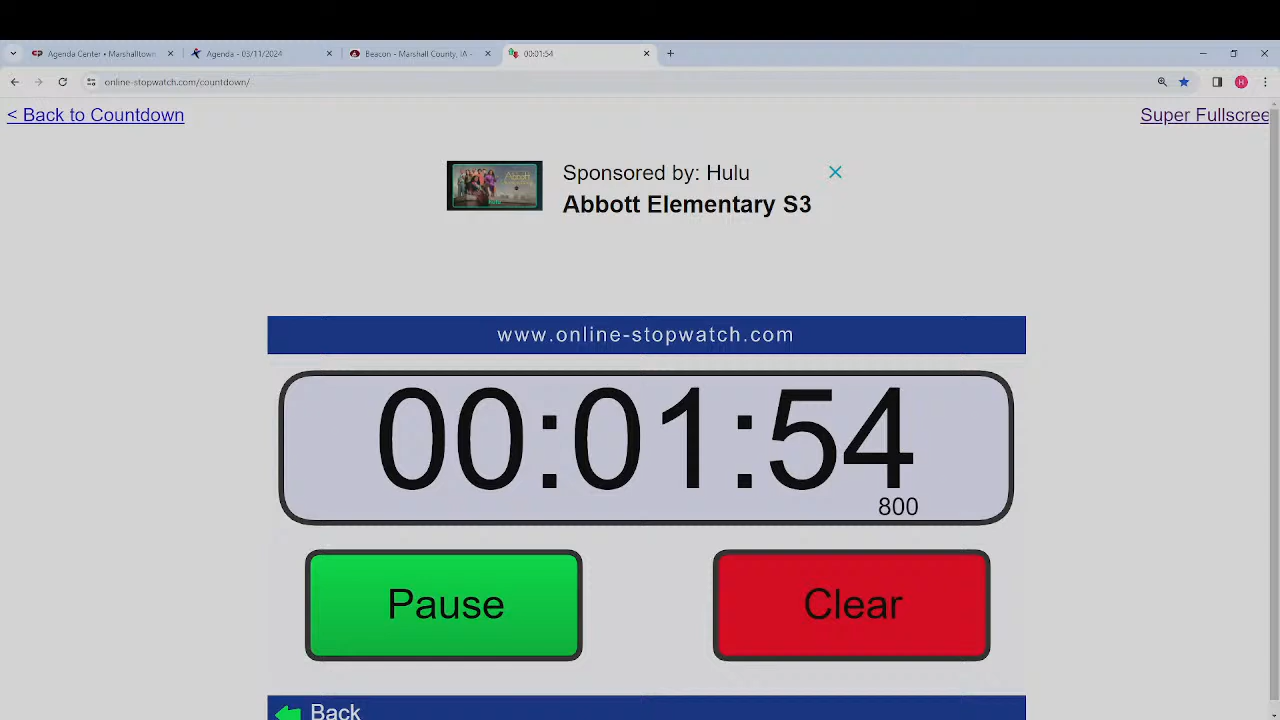 Agenda Center • Marshalltown
Agenda - 03/11/2024
Beacon - Marshall County, IA -
00:01:54
online-stopwatch.com/countdown/
H
< Back to Countdown
Super Fullscree
Sponsored by: Hulu
Abbott Elementary S3
www.online-stopwatch.com
00:01:54
800
Pause
Clear
Back